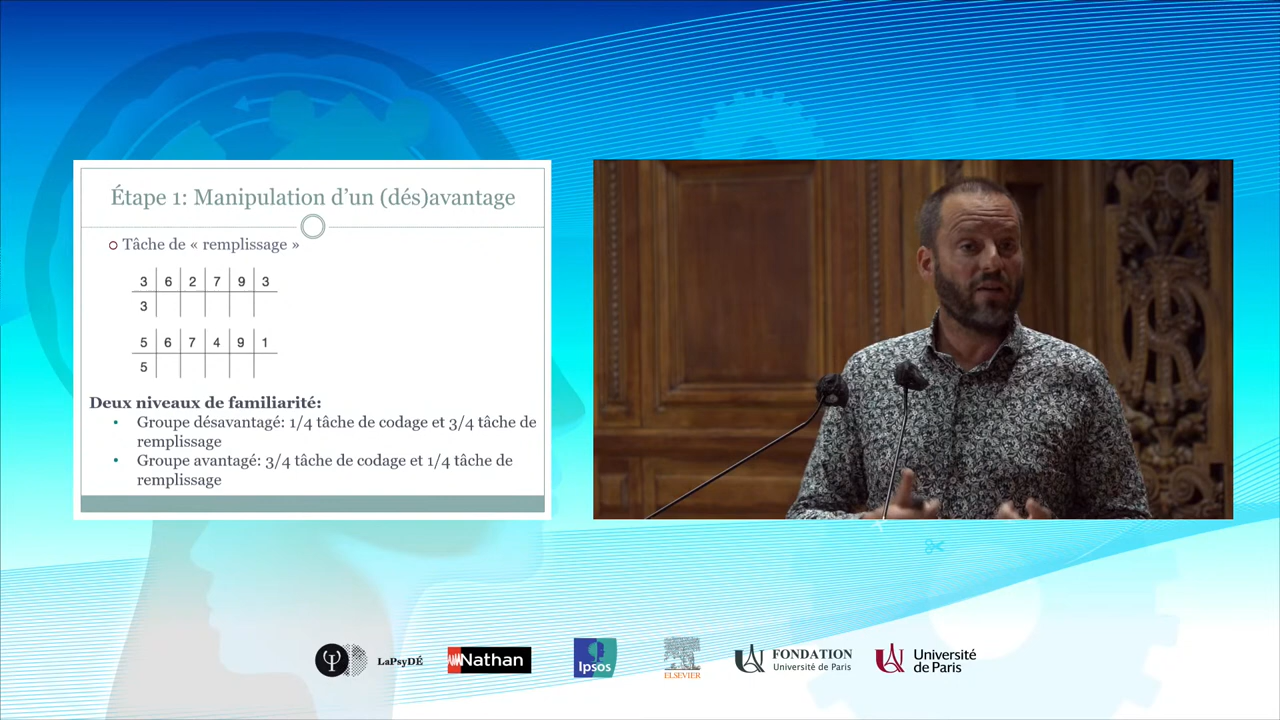 Étape 1: Manipulation d'un (dés)avantage
Tâche de « remplissage »
3 6 2 7 9 3
3
5 6 7 4 9 1
5
Deux niveaux de familiarité:
• Groupe désavantagé: 1/4 tâche de codage et 3/4 tâche de
remplissage
• Groupe avantagé: 3/4 tâche de codage et 1/4 tâche de
remplissage
LaPsyDÉ
Nathan
Ipsos
ELSEVIER
FONDATION
Université de Paris
Université
de Paris